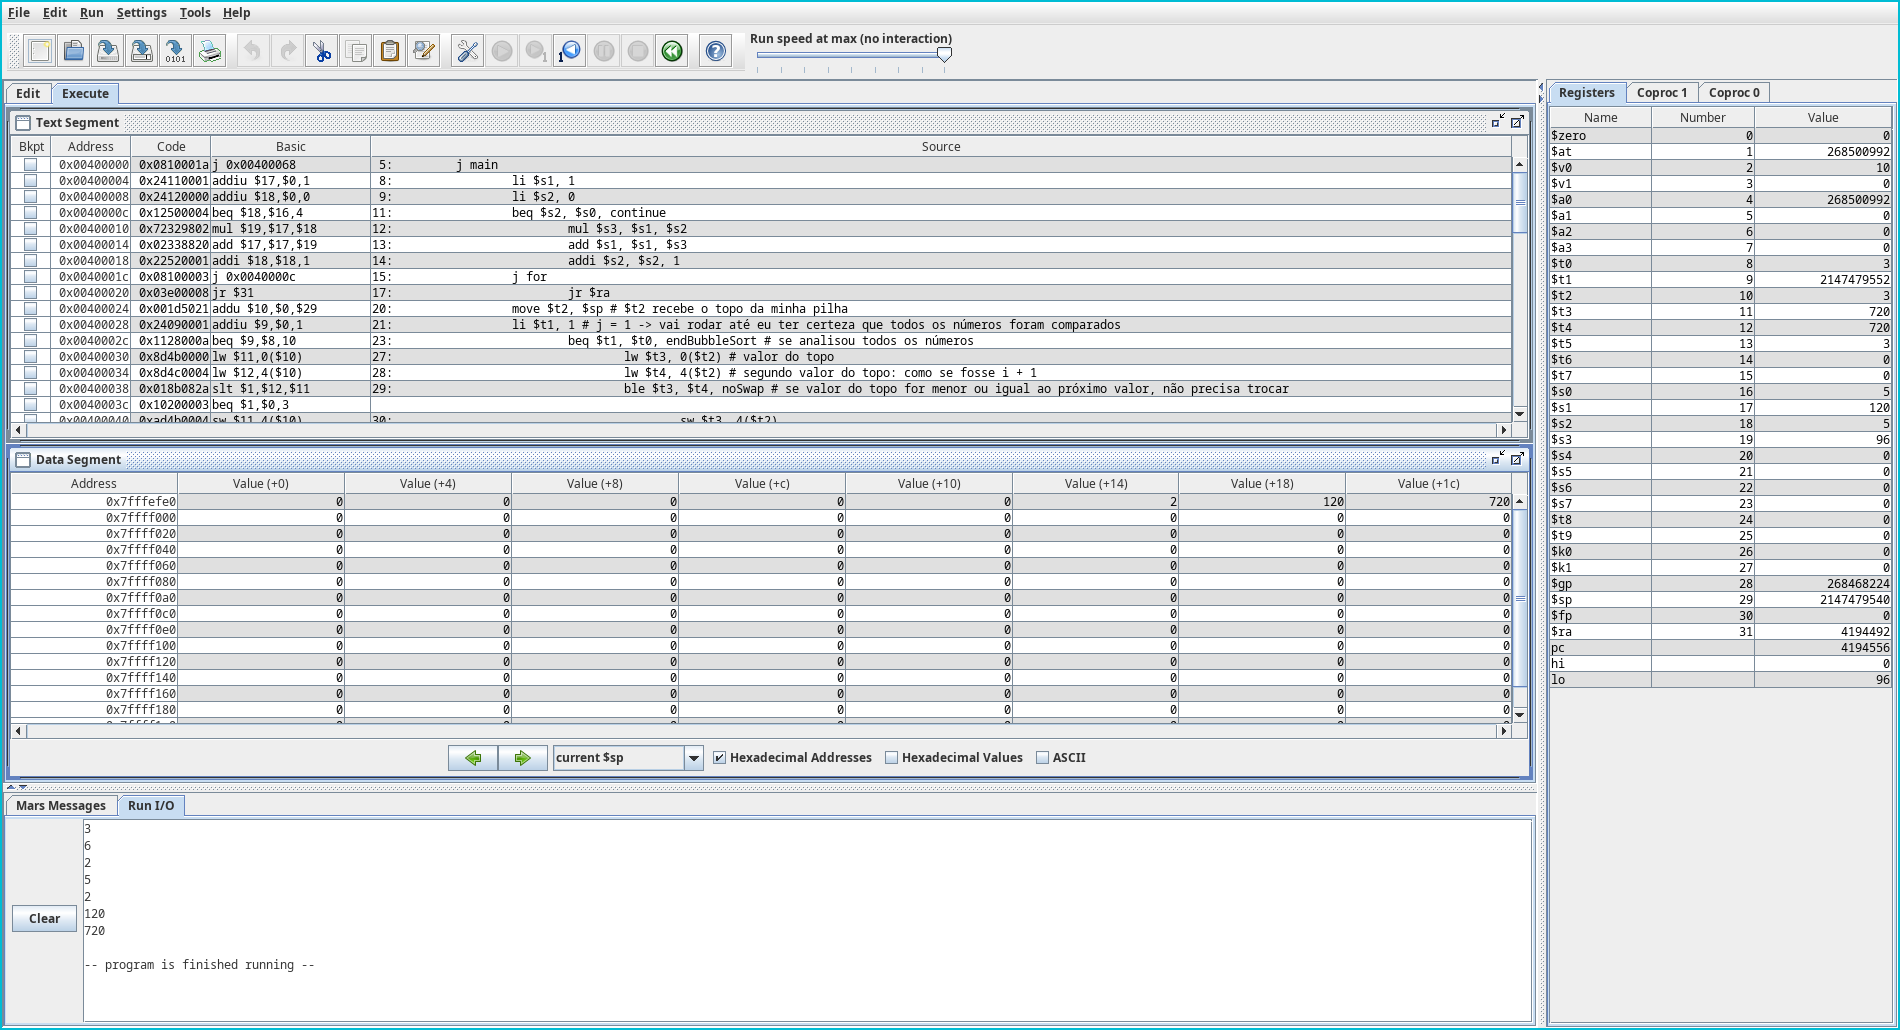 File Edit Run Settings Tools Help
Run speed at max (no interaction)
Edit Execute
Text Segment
Bkpt Address Code Basic Source
0x00400000 0x0810001a j 0x00400068 5: j main
0x00400004 0x24110001 addiu $17,$0,1 8: li $s1, 1
0x00400008 0x24120000 addiu $18,$0,0 9: li $s2, 0
0x0040000c 0x12500004 beq $18,$16,4 11: beq $s2, $s0, continue
0x00400010 0x72329802 mul $19,$17,$18 12: mul $s3, $s1, $s2
0x00400014 0x02338820 add $17,$17,$19 13: add $s1, $s1, $s3
0x00400018 0x22520001 addi $18,$18,1 14: addi $s2, $s2, 1
0x0040001c 0x08100003 j 0x0040000c 15: j for
0x00400020 0x03e00008 jr $31 17: jr $ra
0x00400024 0x001d5021 addu $10,$0,$29 20: move $t2, $sp # $t2 recebe o topo da minha pilha
0x00400028 0x24090001 addiu $9,$0,1 21: li $t1, 1 # j = 1 -> vai rodar até eu ter certeza que todos os números foram comparados
0x0040002c 0x1128000a beq $9,$8,10 23: beq $t1, $t0, endBubbleSort # se analisou todos os números
0x00400030 0x8d4b0000 lw $11,0($10) 27: lw $t3, 0($t2) # valor do topo
0x00400034 0x8d4c0004 lw $12,4($10) 28: lw $t4, 4($t2) # segundo valor do topo: como se fosse i + 1
0x00400038 0x018b082a slt $1,$12,$11 29: ble $t3, $t4, noSwap # se valor do topo for menor ou igual ao próximo valor, não precisa trocar
0x0040003c 0x10200003 beq $1,$0,3
0x00400040 0xad4b0004 sw $11,4($10) 30: sw $t3, 4($t2)
Data Segment
Address Value (+0) Value (+4) Value (+8) Value (+c) Value (+10) Value (+14) Value (+18) Value (+1c)
0x7fffefe0 0 0 0 0 0 2 120 720
0x7ffff000 0 0 0 0 0 0 0 0
0x7ffff020 0 0 0 0 0 0 0 0
0x7ffff040 0 0 0 0 0 0 0 0
0x7ffff060 0 0 0 0 0 0 0 0
0x7ffff080 0 0 0 0 0 0 0 0
0x7ffff0a0 0 0 0 0 0 0 0 0
0x7ffff0c0 0 0 0 0 0 0 0 0
0x7ffff0e0 0 0 0 0 0 0 0 0
0x7ffff100 0 0 0 0 0 0 0 0
0x7ffff120 0 0 0 0 0 0 0 0
0x7ffff140 0 0 0 0 0 0 0 0
0x7ffff160 0 0 0 0 0 0 0 0
0x7ffff180 0 0 0 0 0 0 0 0
current $sp Hexadecimal Addresses Hexadecimal Values ASCII
Mars Messages Run I/O
Clear
3
6
2
5
2
120
720
-- program is finished running --
Registers Coproc 1 Coproc 0
Name Number Value
$zero 0 0
$at 1 268500992
$v0 2 10
$v1 3 0
$a0 4 268500992
$a1 5 0
$a2 6 0
$a3 7 0
$t0 8 3
$t1 9 2147479552
$t2 10 3
$t3 11 720
$t4 12 720
$t5 13 3
$t6 14 0
$t7 15 0
$s0 16 5
$s1 17 120
$s2 18 5
$s3 19 96
$s4 20 0
$s5 21 0
$s6 22 0
$s7 23 0
$t8 24 0
$t9 25 0
$k0 26 0
$k1 27 0
$gp 28 268468224
$sp 29 2147479540
$fp 30 0
$ra 31 4194492
pc 4194556
hi 0
lo 96